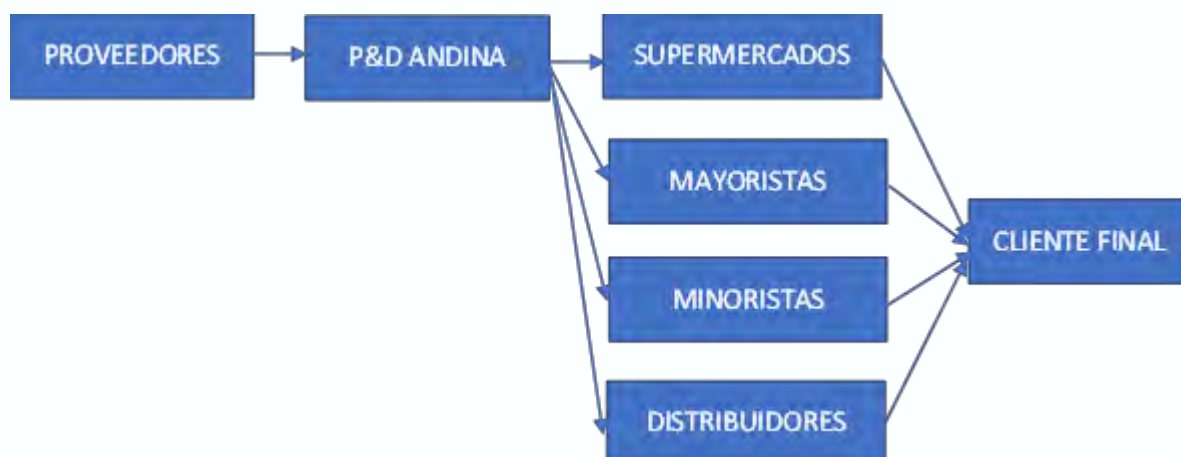 PROVEEDORES
P&D ANDINA
SUPERMERCADOS
MAYORISTAS
CLIENTE FINAL
MINORISTAS
DISTRIBUIDORES